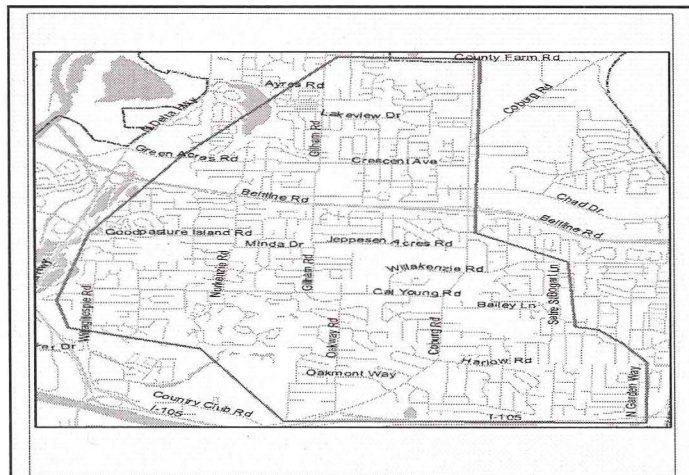 County Farm Rd
Ayres Rd
N Delta Hwy
Lakeview Dr
Coburg Rd
Gilham Rd
Green Acres Rd
Crescent Ave
Beltline Rd
Chad Dr
Beltline Rd
Goodpasture Island Rd
Minda Dr
Jeppesen Acres Rd
Willakenzie Rd
Norkenzie Rd
Gilham Rd
Cal Young Rd
Bailey Ln
Willagillespie Rd
Oakway Rd
Coburg Rd
Harlow Rd
Oakmont Way
Country Club Rd
I-105
I-105
N Garden Way